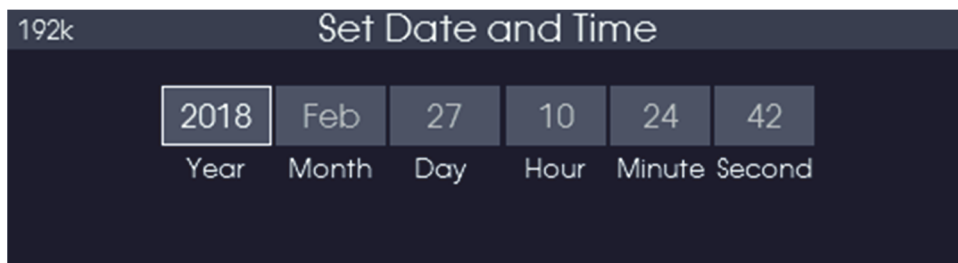 192k Set Date and Time
2018 Feb 27 10 24 42
Year Month Day Hour Minute Second